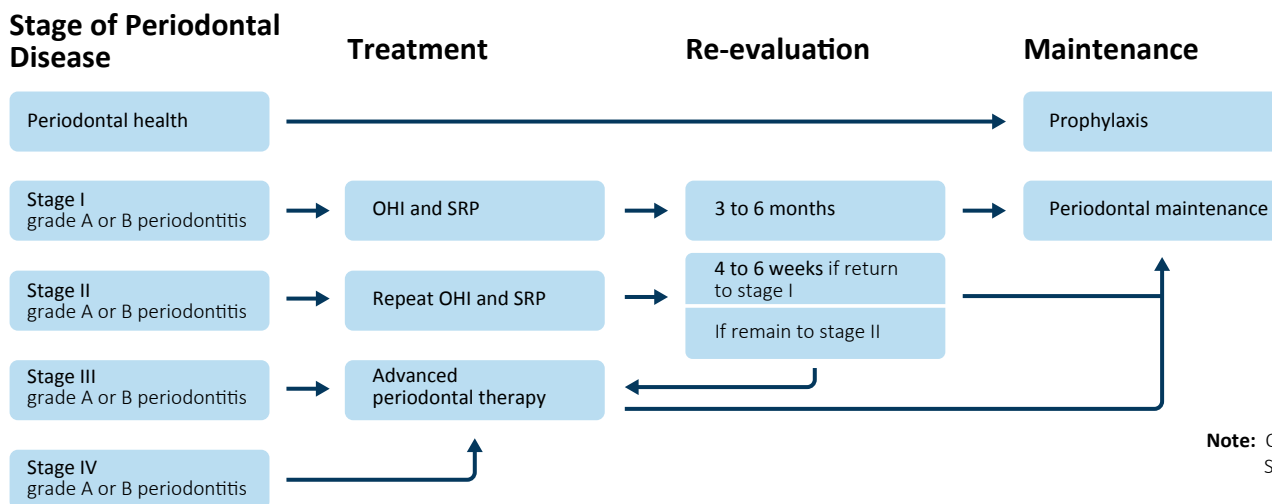 Stage of Periodontal
Disease
Treatment
Re-evaluation
Maintenance
Periodontal health
Prophylaxis
Stage I
grade A or B periodontitis
OHI and SRP
3 to 6 months
Periodontal maintenance
Stage II
grade A or B periodontitis
Repeat OHI and SRP
4 to 6 weeks if return
to stage I
If remain to stage II
Stage III
grade A or B periodontitis
Advanced
periodontal therapy
Stage IV
grade A or B periodontitis
Note: